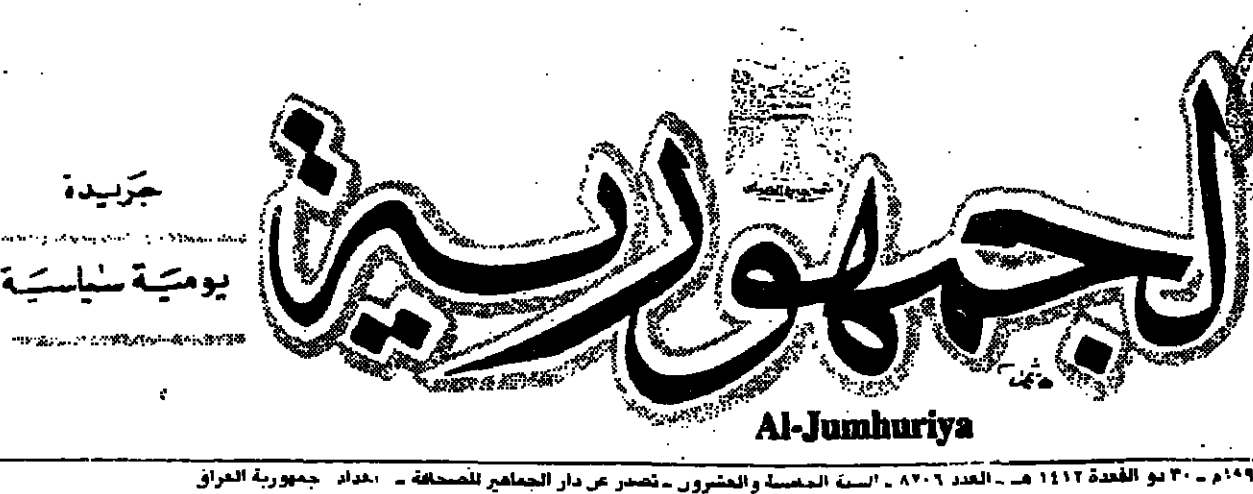 الجمهورية
جريدة
يومية سياسية
Al-Jumhuriya
م ـ ٣٠ ذو القعدة ١٤١٢ هـ ـ العدد ٨٢٠٦ ـ السنة الخامسة والعشرون ـ تصدر عن دار الجماهير للصحافة ـ بغداد جمهورية العراق